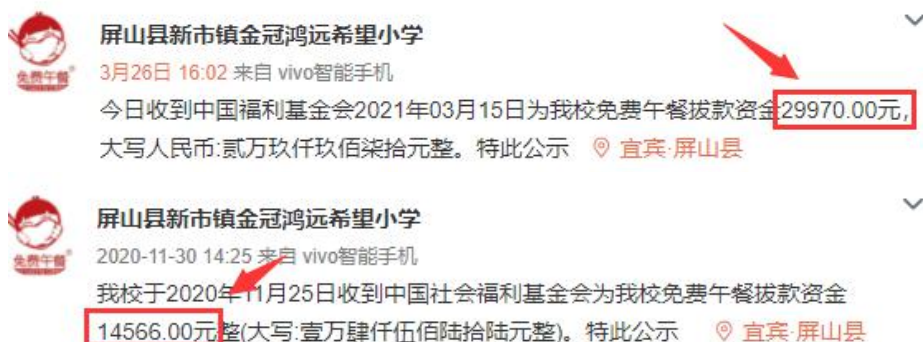 屏山县新市镇金冠鸿远希望小学
3月26日 16:02 来自 vivo智能手机
免费午餐
今日收到中国福利基金会2021年03月15日为我校免费午餐拔款资金29970.00元，
大写人民币:贰万玖仟玖佰柒拾元整。特此公示 宜宾·屏山县
屏山县新市镇金冠鸿远希望小学
2020-11-30 14:25 来自 vivo智能手机
免费午餐
我校于2020年11月25日收到中国社会福利基金会为我校免费午餐拔款资金
14566.00元整(大写:壹万肆仟伍佰陆拾陆元整)。特此公示 宜宾·屏山县